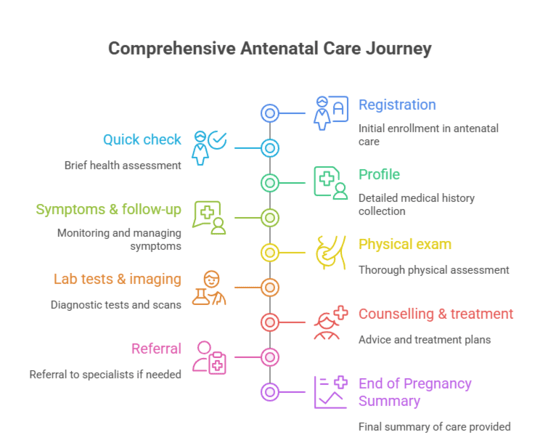 Comprehensive Antenatal Care Journey
Registration
Initial enrollment in antenatal
care
Quick check
Brief health assessment
Profile
Detailed medical history
collection
Symptoms & follow-up
Monitoring and managing
symptoms
Physical exam
Thorough physical assessment
Lab tests & imaging
Diagnostic tests and scans
Counselling & treatment
Advice and treatment plans
Referral
Referral to specialists if needed
End of Pregnancy
Summary
Final summary of care provided